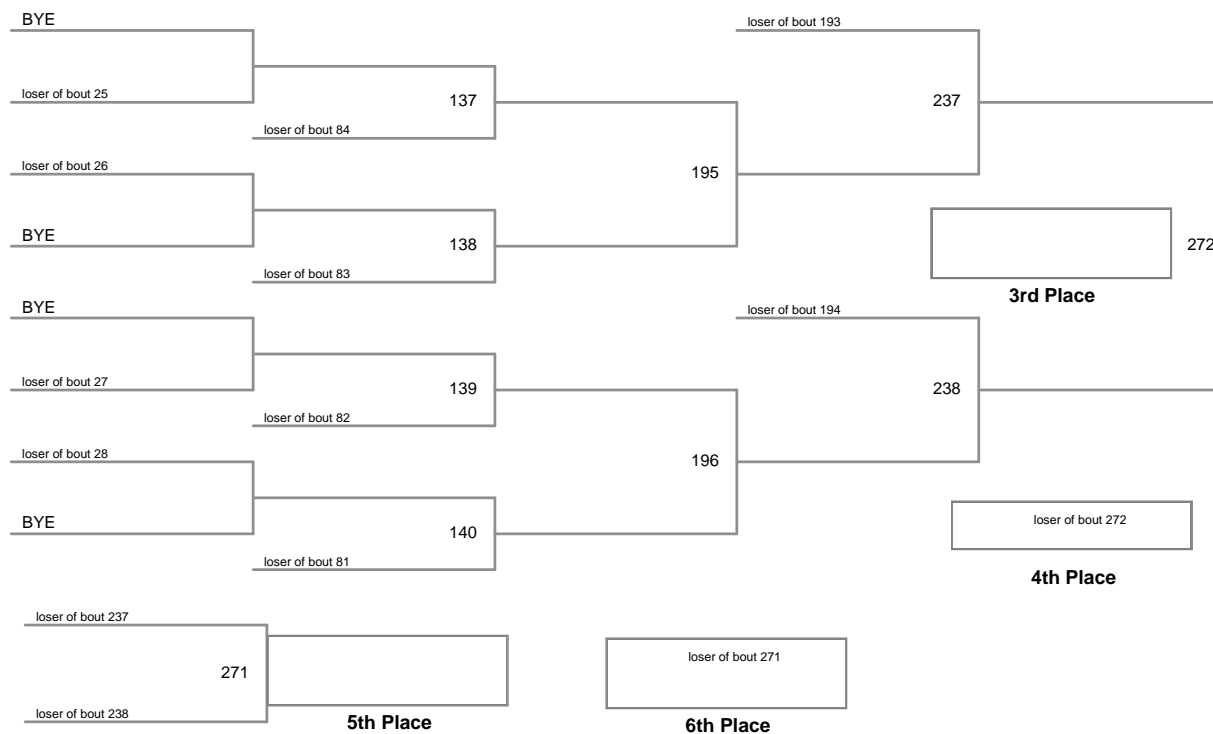 BYE
loser of bout 193
loser of bout 25
137
237
loser of bout 84
loser of bout 26
195
BYE
138
272
loser of bout 83
3rd Place
BYE
loser of bout 194
loser of bout 27
139
238
loser of bout 82
loser of bout 28
196
BYE
140
loser of bout 272
loser of bout 81
4th Place
loser of bout 237
271
loser of bout 271
loser of bout 238
5th Place
6th Place